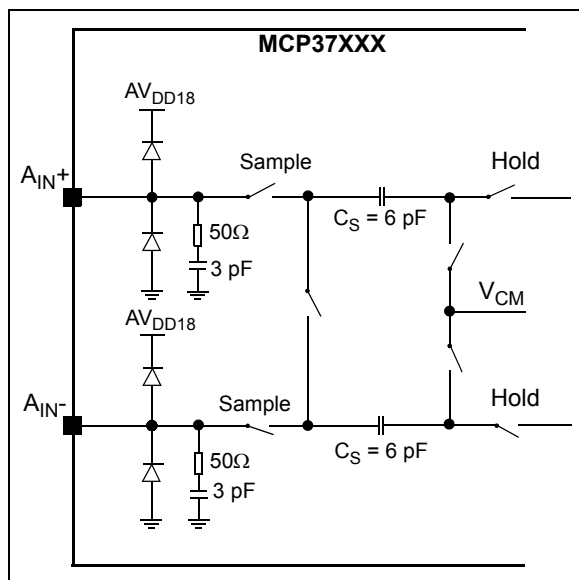 MCP37XXX
AVDD18
AIN+
Sample
Hold
CS = 6 pF
50Ω
3 pF
VCM
AVDD18
AIN-
Sample
Hold
CS = 6 pF
50Ω
3 pF